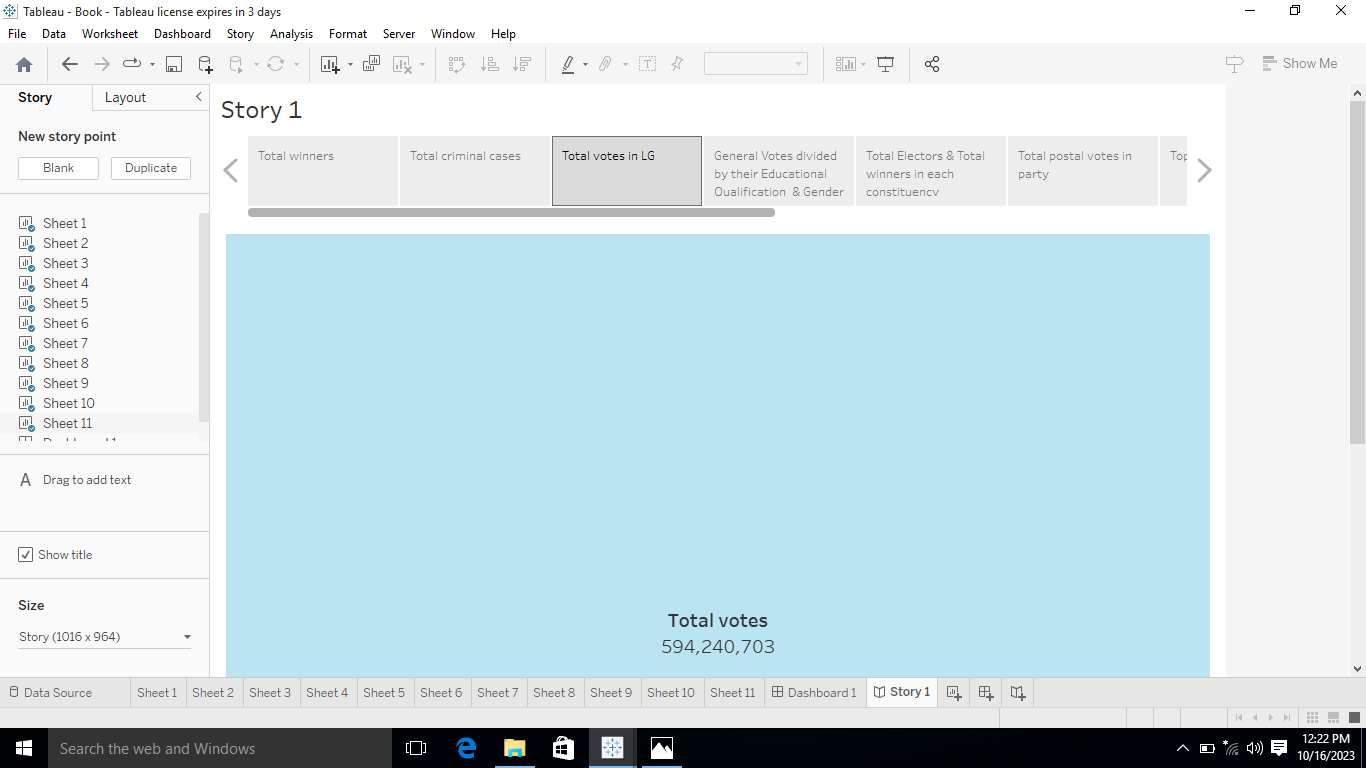 Tableau - Book - Tableau license expires in 3 days
File Data Worksheet Dashboard Story Analysis Format Server Window Help
Show Me
Story Layout
New story point
Blank Duplicate
Sheet 1
Sheet 2
Sheet 3
Sheet 4
Sheet 5
Sheet 6
Sheet 7
Sheet 8
Sheet 9
Sheet 10
Sheet 11
A Drag to add text
Show title
Size
Story (1016 x 964)
Story 1
Total winners
Total criminal cases
Total votes in LG
General Votes divided
by their Educational
Qualification & Gender
Total Electors & Total
winners in each
constituency
Total postal votes in
party
Total votes
594,240,703
Data Source Sheet 1 Sheet 2 Sheet 3 Sheet 4 Sheet 5 Sheet 6 Sheet 7 Sheet 8 Sheet 9 Sheet 10 Sheet 11 Dashboard 1 Story 1
Search the web and Windows
12:22 PM
10/16/2023